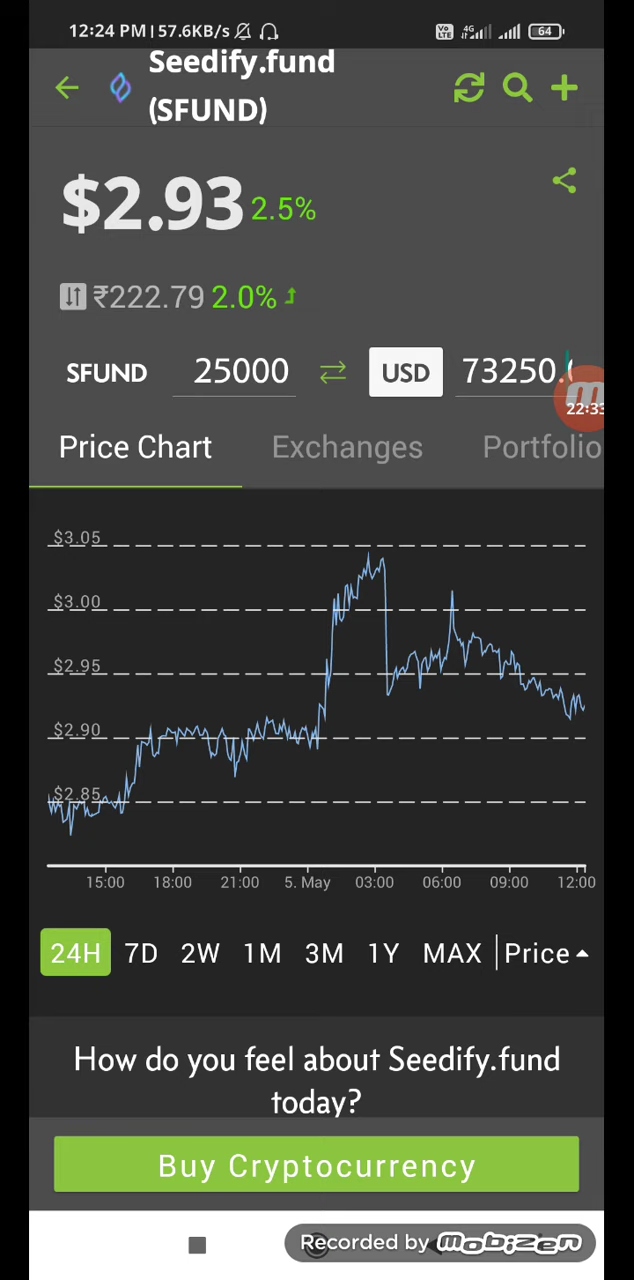 12:24 PM | 57.6KB/s Vo LTE 4G 64
Seedify.fund
(SFUND)
$2.93 2.5%
₹222.79 2.0%
SFUND 25000 USD 73250.
22:33
Price Chart Exchanges Portfolio
$3.05
$3.00
$2.95
$2.90
$2.85
15:00 18:00 21:00 5. May 03:00 06:00 09:00 12:00
24H 7D 2W 1M 3M 1Y MAX Price
How do you feel about Seedify.fund
today?
Buy Cryptocurrency
Recorded by mobizen